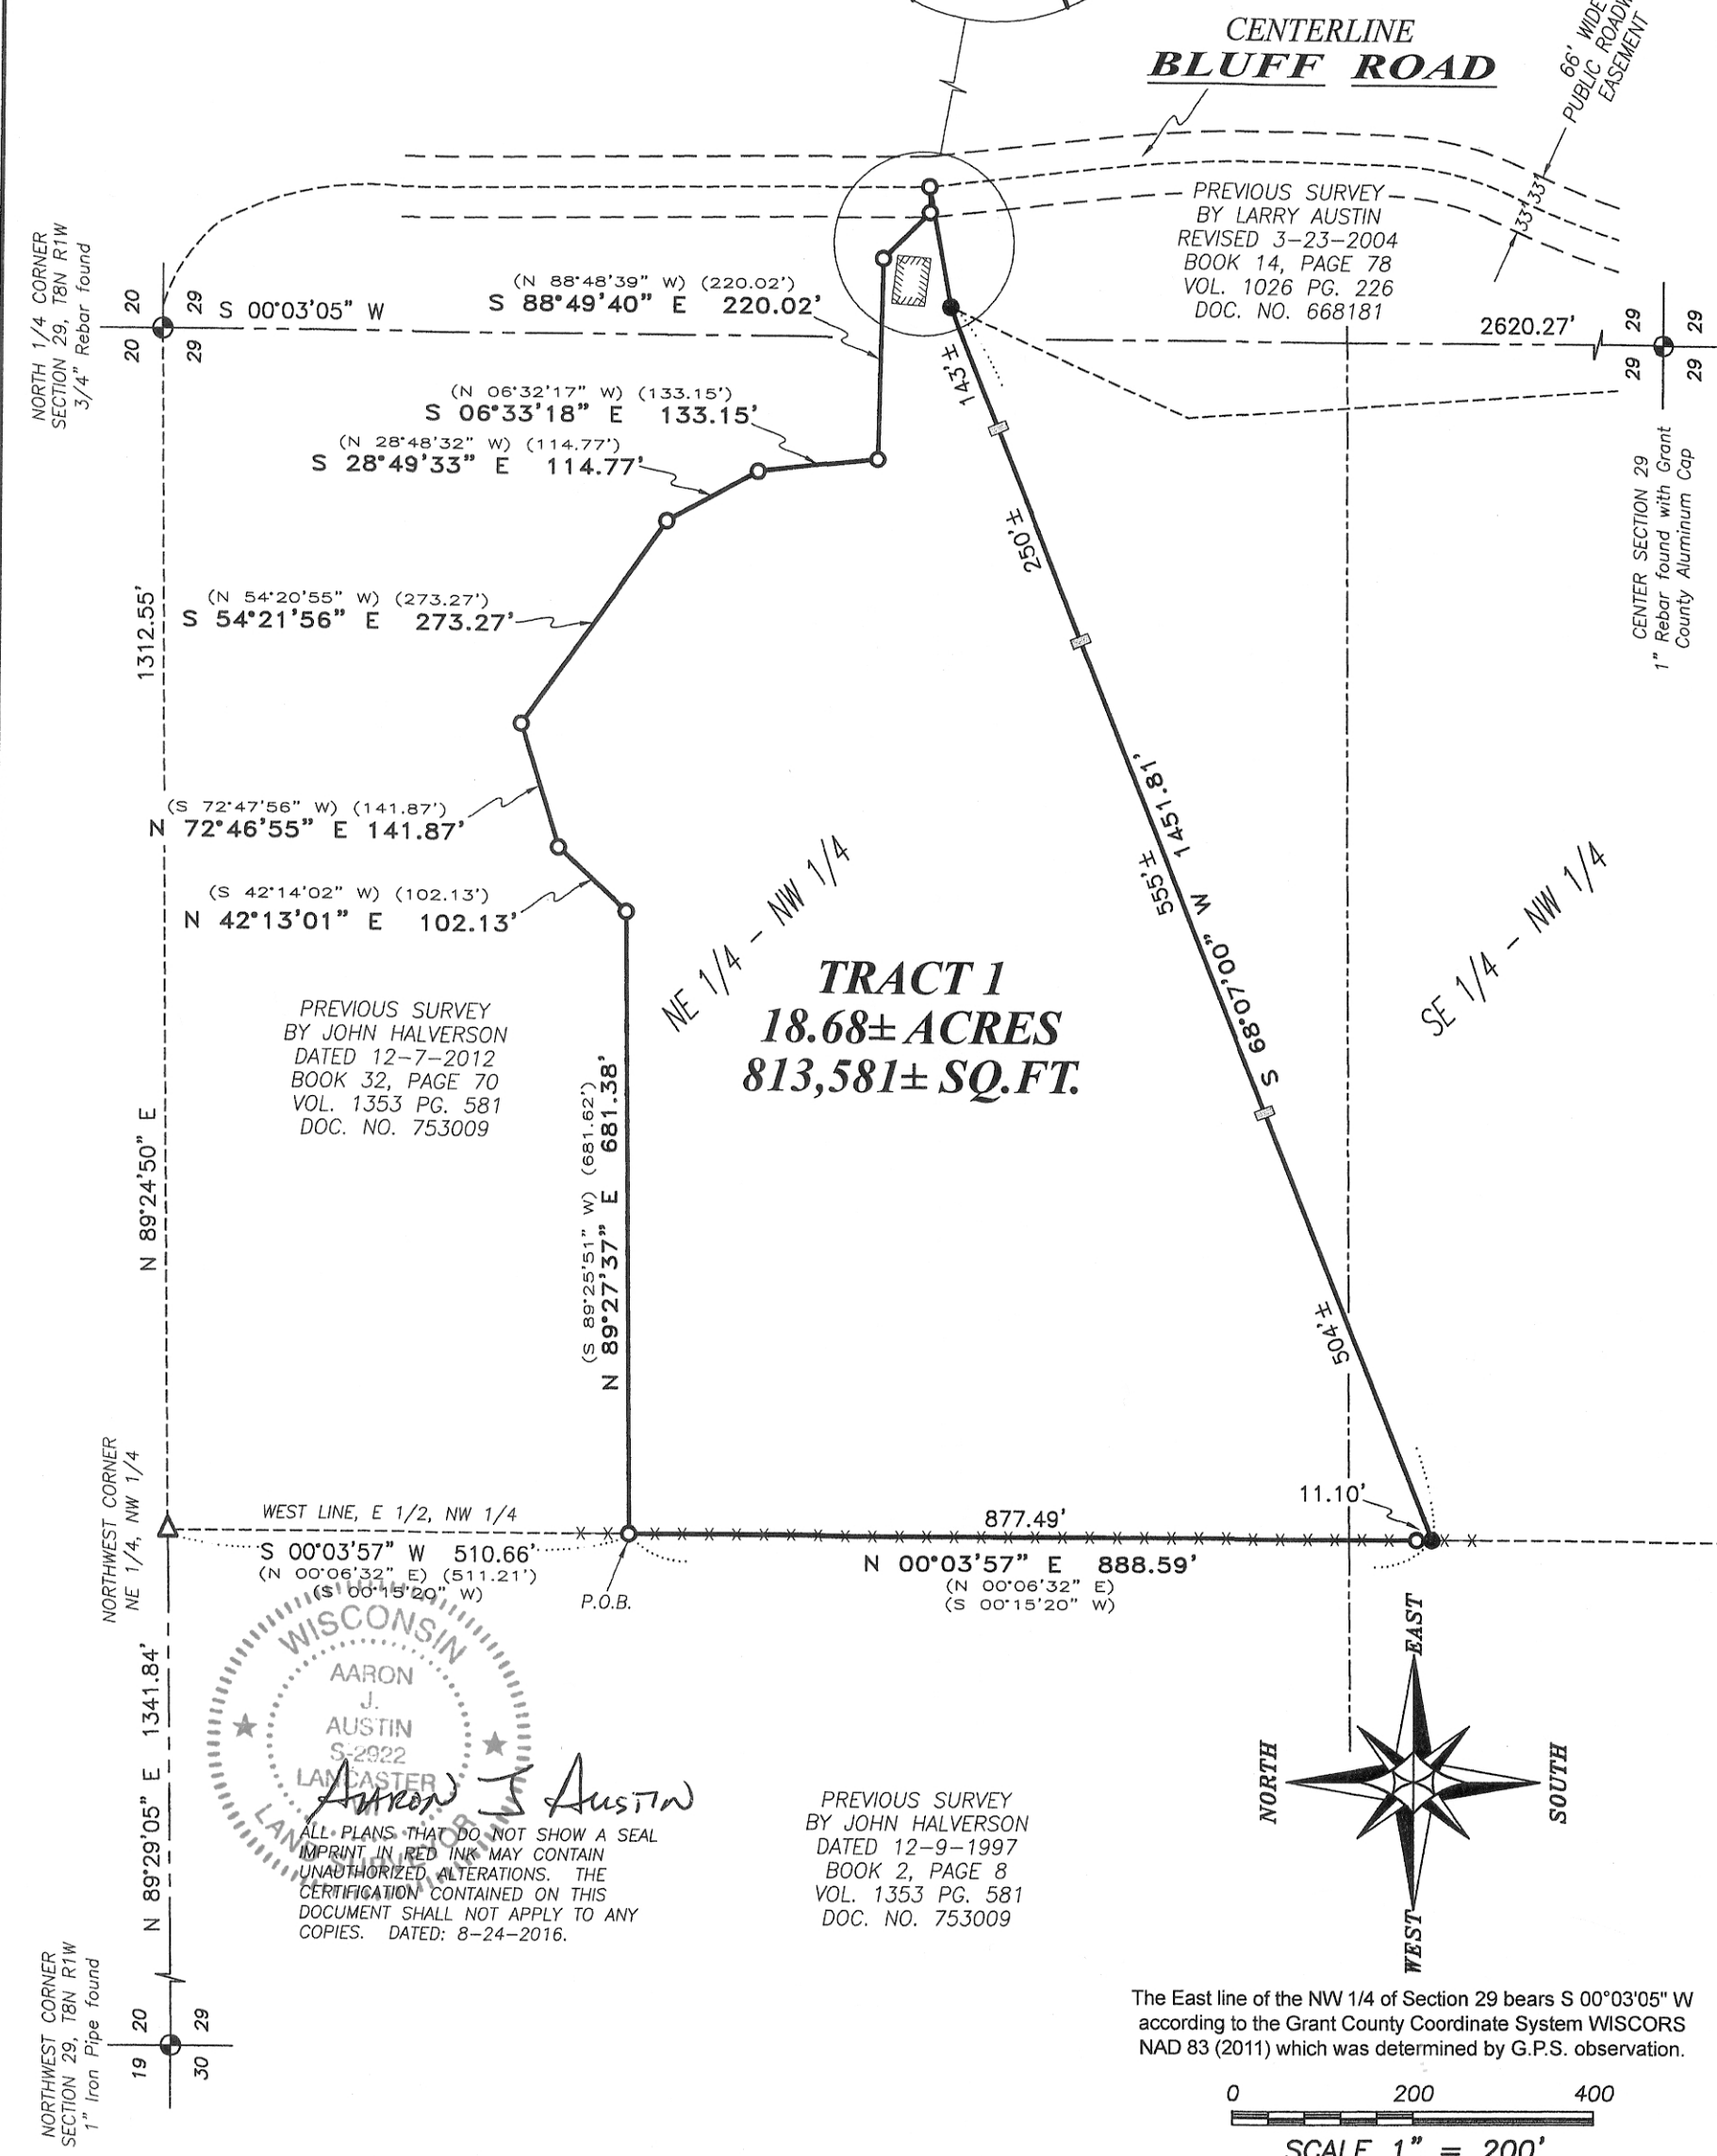 CENTERLINE
BLUFF ROAD
66' WIDE
PUBLIC ROADWAY
EASEMENT
33' 33'
PREVIOUS SURVEY
BY LARRY AUSTIN
REVISED 3-23-2004
BOOK 14, PAGE 78
VOL. 1026 PG. 226
DOC. NO. 668181
NORTH 1/4 CORNER
SECTION 29, T8N R1W
3/4" Rebar found
20 29
20 29
S 00°03'05" W
2620.27'
29 29
29 29
CENTER SECTION 29
1" Rebar found with Grant
County Aluminum Cap
(N 88°48'39" W) (220.02')
S 88°49'40" E 220.02'
(N 06°32'17" W) (133.15')
S 06°33'18" E 133.15'
(N 28°48'32" W) (114.77')
S 28°49'33" E 114.77'
(N 54°20'55" W) (273.27')
S 54°21'56" E 273.27'
(S 72°47'56" W) (141.87')
N 72°46'55" E 141.87'
(S 42°14'02" W) (102.13')
N 42°13'01" E 102.13'
143'±
250'±
555'±
504'±
S 68°07'00" W 1451.81'
1312.55'
N 89°24'50" E
NE 1/4 - NW 1/4
SE 1/4 - NW 1/4
TRACT 1
18.68± ACRES
813,581± SQ.FT.
PREVIOUS SURVEY
BY JOHN HALVERSON
DATED 12-7-2012
BOOK 32, PAGE 70
VOL. 1353 PG. 581
DOC. NO. 753009
(S 89°25'51" W) (681.62')
N 89°27'37" E 681.38'
NORTHWEST CORNER
NE 1/4, NW 1/4
WEST LINE, E 1/2, NW 1/4
S 00°03'57" W 510.66'
(N 00°06'32" E) (511.21')
(S 00°15'20" W)
P.O.B.
877.49'
11.10'
N 00°03'57" E 888.59'
(N 00°06'32" E)
(S 00°15'20" W)
WISCONSIN
AARON
J.
AUSTIN
S-2922
LANCASTER
LAND SURVEYOR
Aaron J Austin
ALL PLANS THAT DO NOT SHOW A SEAL
IMPRINT IN RED INK MAY CONTAIN
UNAUTHORIZED ALTERATIONS. THE
CERTIFICATION CONTAINED ON THIS
DOCUMENT SHALL NOT APPLY TO ANY
COPIES. DATED: 8-24-2016.
N 89°29'05" E 1341.84'
NORTHWEST CORNER
SECTION 29, T8N R1W
1" Iron Pipe found
20 29
19 30
PREVIOUS SURVEY
BY JOHN HALVERSON
DATED 12-9-1997
BOOK 2, PAGE 8
VOL. 1353 PG. 581
DOC. NO. 753009
EAST
NORTH
SOUTH
WEST
The East line of the NW 1/4 of Section 29 bears S 00°03'05" W
according to the Grant County Coordinate System WISCORS
NAD 83 (2011) which was determined by G.P.S. observation.
0 200 400
SCALE 1" = 200'